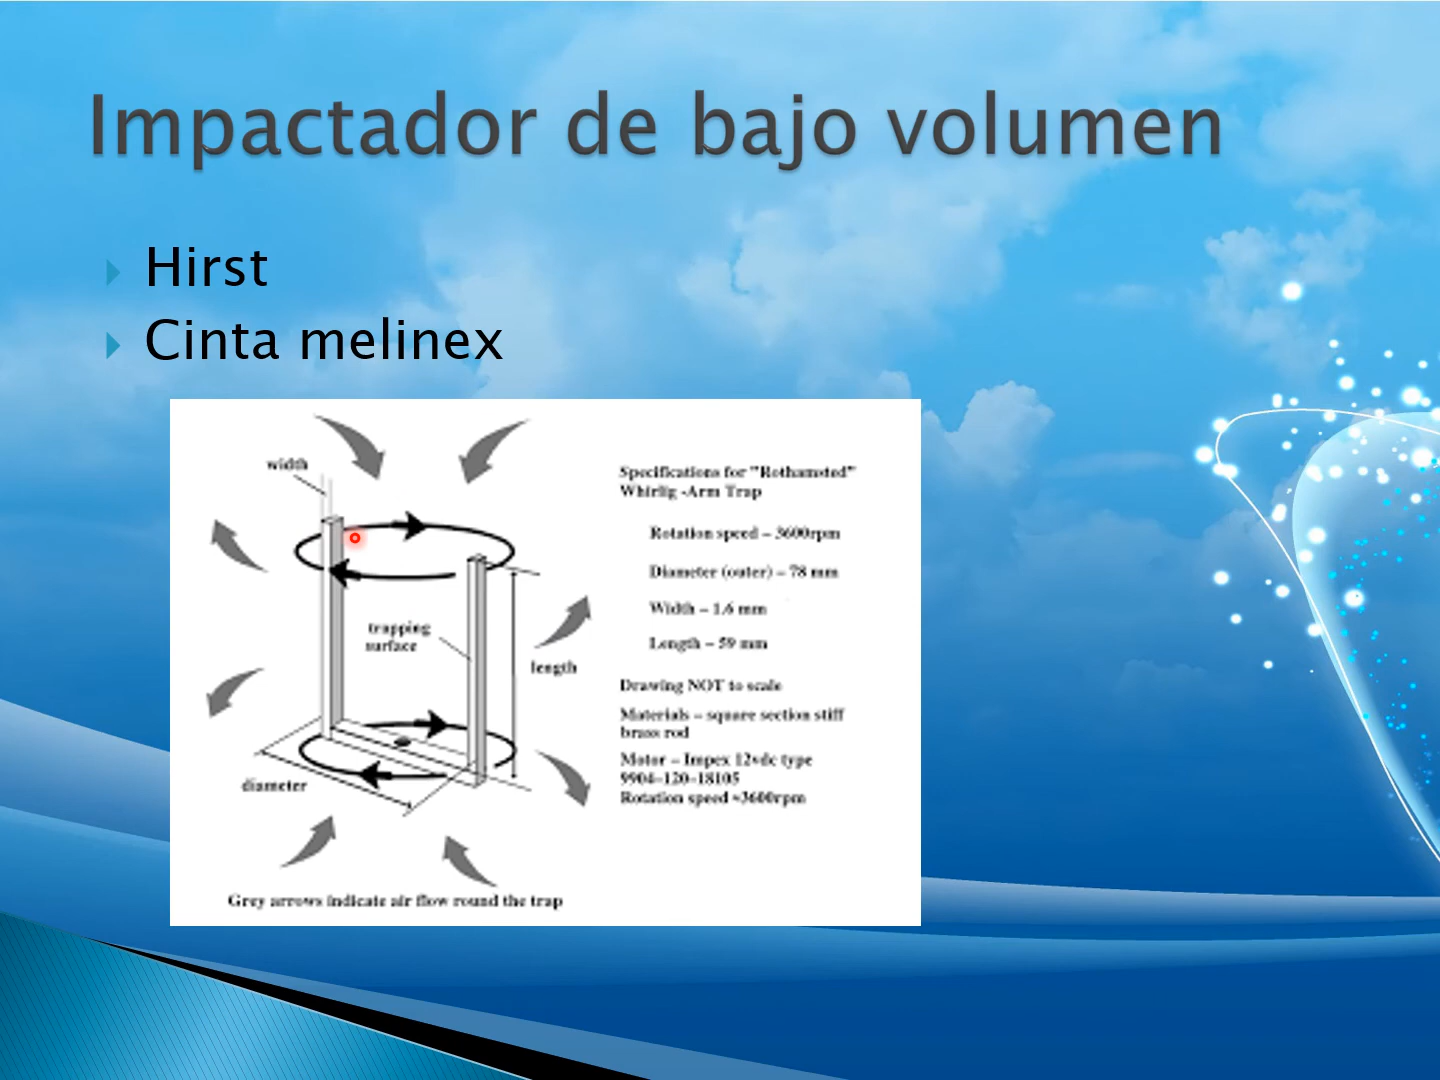 Impactador de bajo volumen
Hirst
Cinta melinex
width
trapping
surface
length
diameter
Grey arrows indicate air flow round the trap
Specifications for "Rothamsted"
Whirlig -Arm Trap
Rotation speed – 3600rpm
Diameter (outer) – 78 mm
Width – 1.6 mm
Length – 59 mm
Drawing NOT to scale
Materials – square section stiff
brass rod
Motor – Impex 12vdc type
9904-120-18105
Rotation speed ≈3600rpm